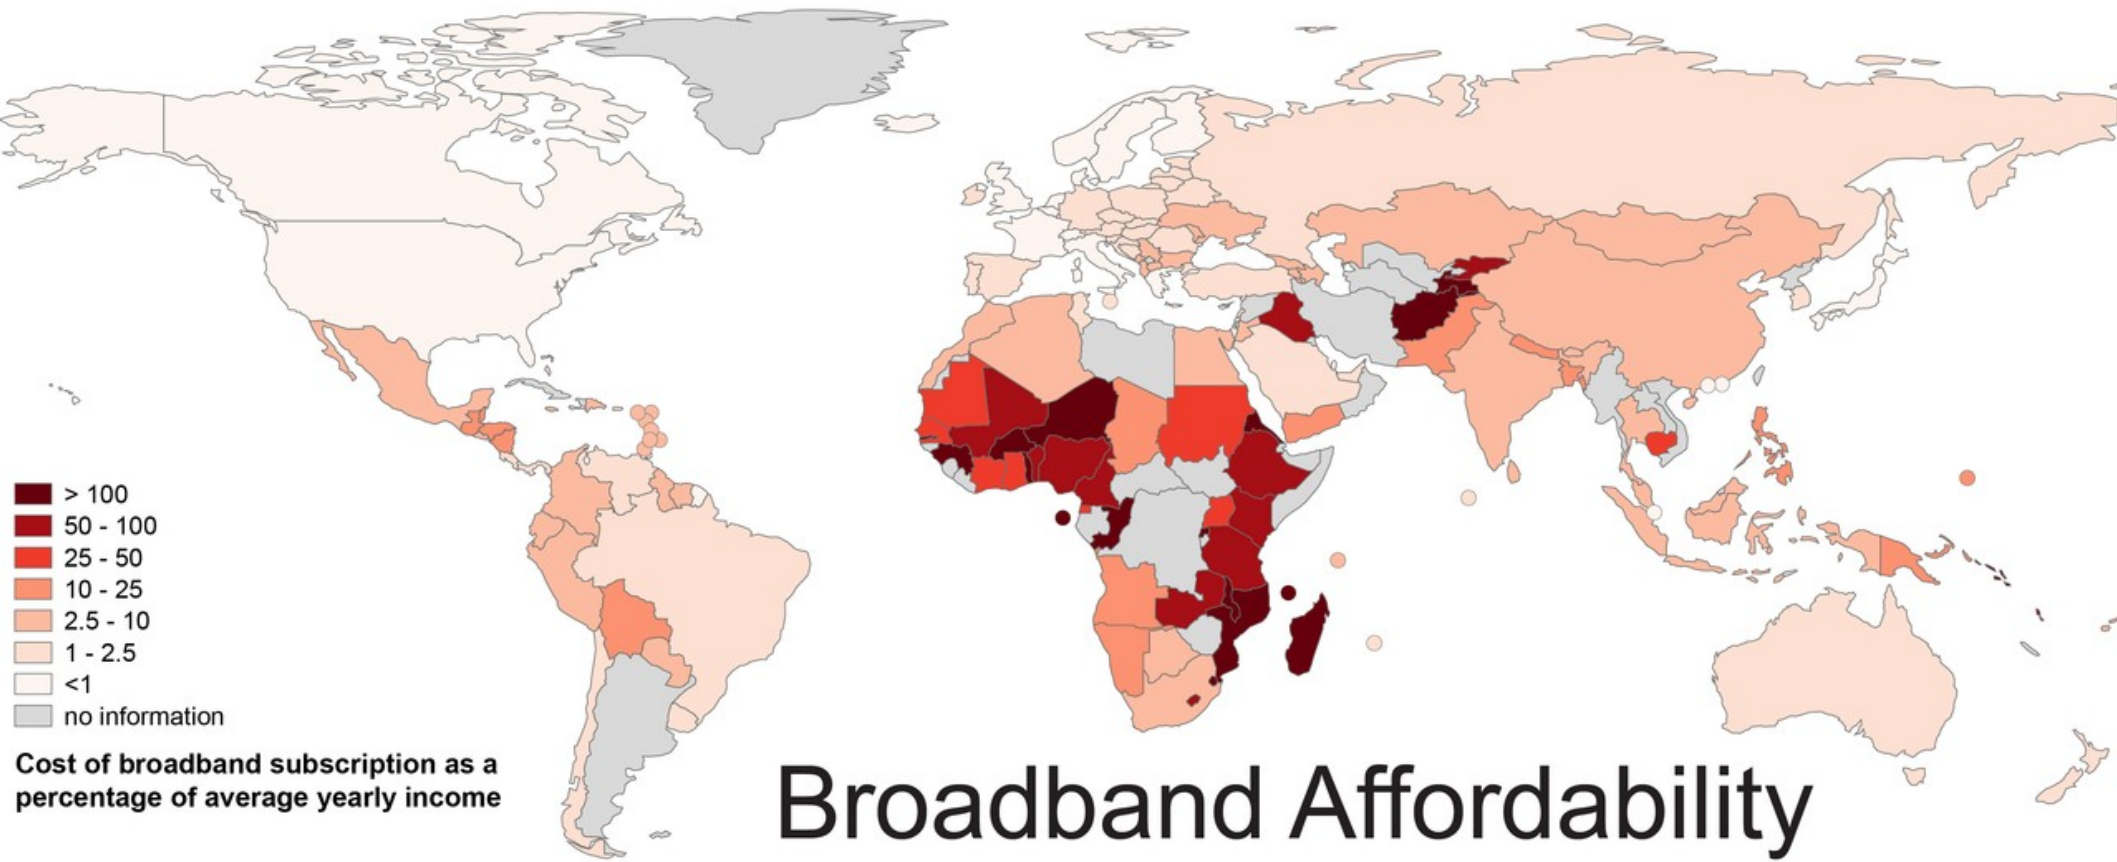 > 100
50 - 100
25 - 50
10 - 25
2.5 - 10
1 - 2.5
<1
no information
Cost of broadband subscription as a
percentage of average yearly income
Broadband Affordability